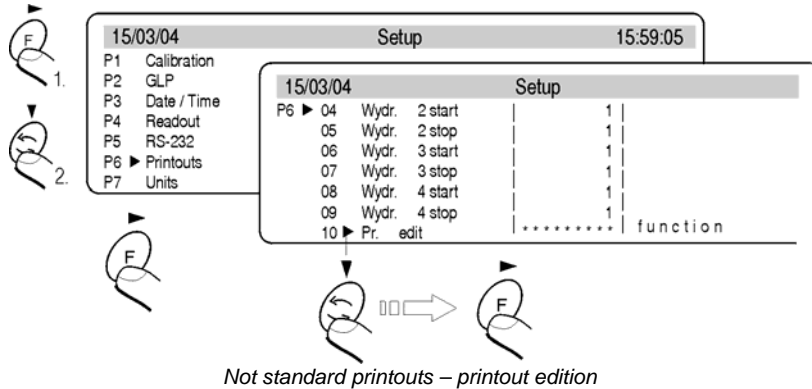 15/03/04 Setup 15:59:05
P1 Calibration
P2 GLP
P3 Date / Time
P4 Readout
P5 RS-232
P6 ► Printouts
P7 Units
F
1.
2.
F
15/03/04 Setup
P6 ► 04 Wydr. 2 start | 1 |
05 Wydr. 2 stop | 1 |
06 Wydr. 3 start | 1 |
07 Wydr. 3 stop | 1 |
08 Wydr. 4 start | 1 |
09 Wydr. 4 stop | 1 |
10 ► Pr. edit | * * * * * * * * * | function
F
Not standard printouts – printout edition